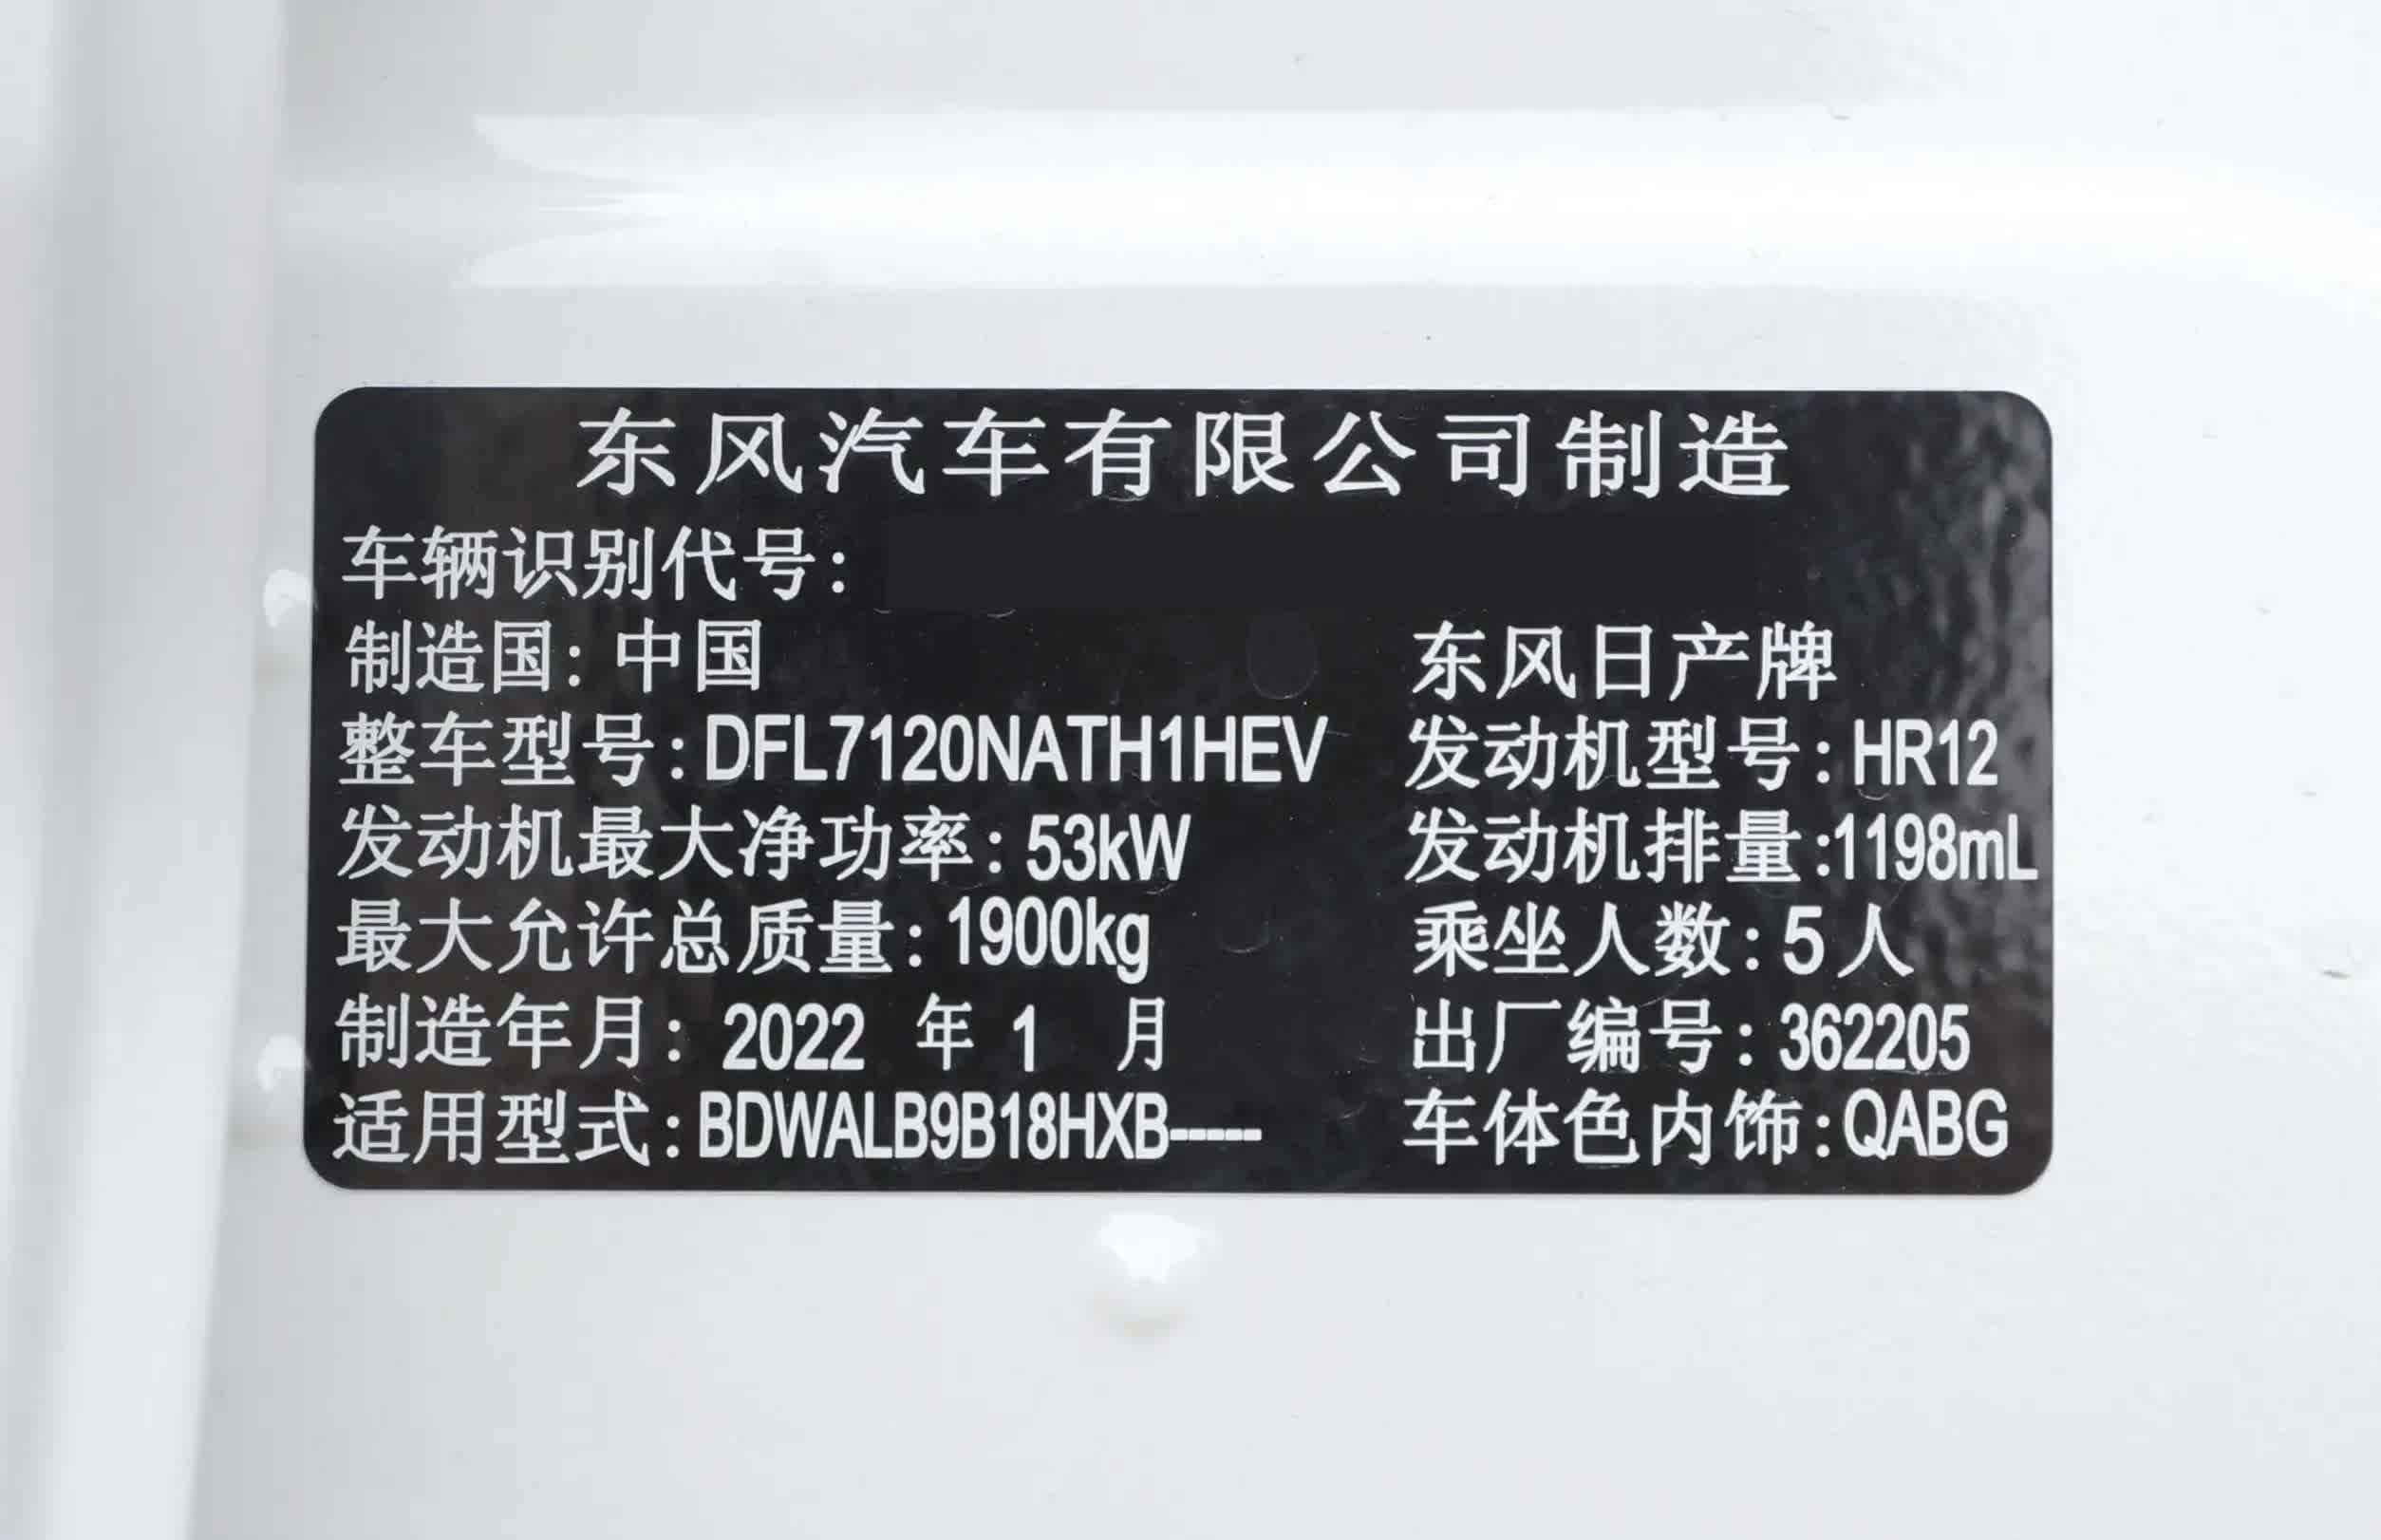 东风汽车有限公司制造
车辆识别代号:
制造国: 中国 东风日产牌
整车型号: DFL7120NATH1HEV 发动机型号: HR12
发动机最大净功率: 53kW 发动机排量:1198mL
最大允许总质量: 1900kg 乘坐人数: 5人
制造年月: 2022 年 1 月 出厂编号: 362205
适用型式: BDWALB9B18HXB----- 车体色内饰:QABG